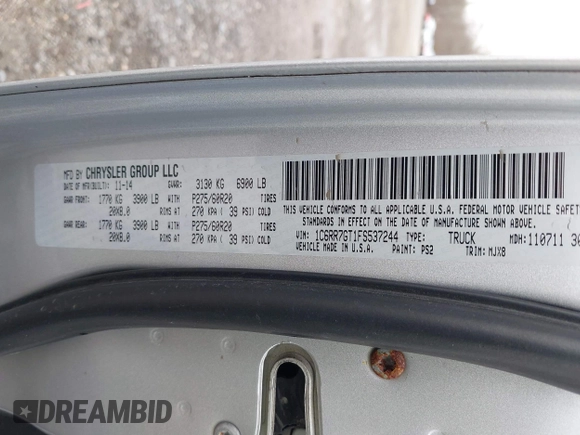 MFD BY CHRYSLER GROUP LLC
DATE OF MFR(BUILT): 11-14 GVWR: 3130 KG 6900 LB
GAWR FRONT: 1770 KG 3900 LB WITH P275/60R20 TIRES
20X8.0 270 KPA ( 39 PSI) COLD
GAWR REAR: 1770 KG 3900 LB WITH P275/60R20 TIRES
20X8.0 270 KPA ( 39 PSI) COLD
THIS VEHICLE CONFORMS TO ALL APPLICABLE U.S.A. FEDERAL MOTOR VEHICLE SAFETY
STANDARDS IN EFFECT ON THE DATE OF MANUFACTURE SHOWN ABOVE.
VIN: 1C6RR7GT1FS537244 TYPE: TRUCK MDH:110711 30
VEHICLE MADE IN U.S.A. PAINT: PS2 TRIM: MJX8
DREAMBID